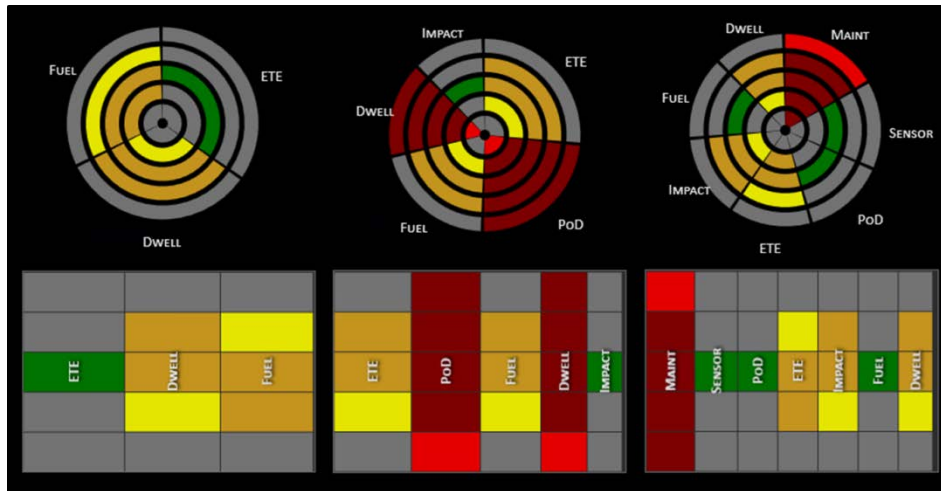 FUEL
ETE
DWELL
IMPACT
ETE
DWELL
FUEL
POD
DWELL
MAINT
FUEL
SENSOR
IMPACT
POD
ETE
ETE
DWELL
FUEL
ETE
POD
FUEL
DWELL
IMPACT
MAINT
SENSOR
POD
ETE
IMPACT
FUEL
DWELL